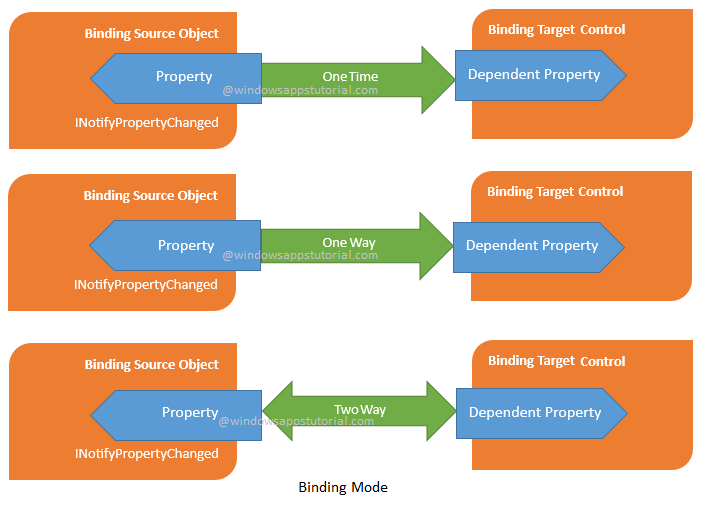 Binding Source Object
Binding Target Control
Property
One Time
Dependent Property
@windowsappstutorial.com
INotifyPropertyChanged
Binding Source Object
Binding Target Control
Property
One Way
Dependent Property
@windowsappstutorial.com
INotifyPropertyChanged
Binding Source Object
Binding Target Control
Property
Two Way
Dependent Property
@windowsappstutorial.com
INotifyPropertyChanged
Binding Mode